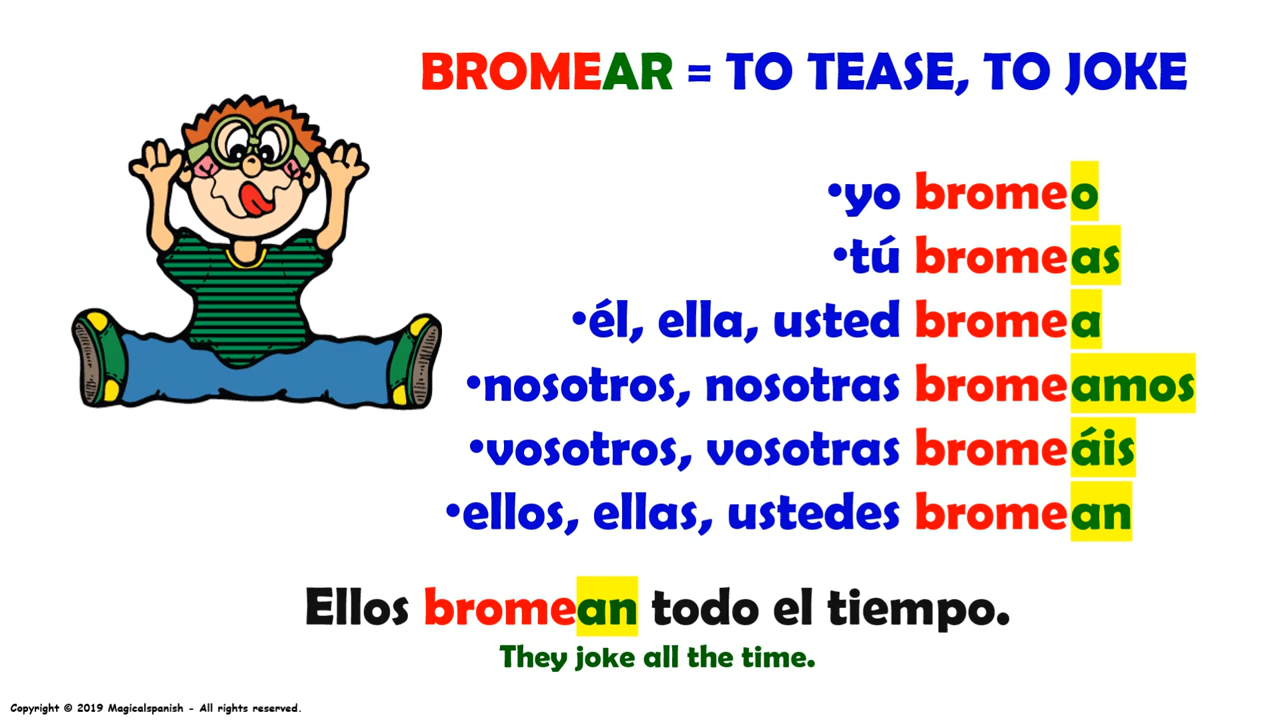 BROMEAR = TO TEASE, TO JOKE
•yo bromeo
•tú bromeas
•él, ella, usted bromea
•nosotros, nosotras bromeamos
•vosotros, vosotras bromeáis
•ellos, ellas, ustedes bromean
Ellos bromean todo el tiempo.
They joke all the time.
Copyright © 2019 Magicalspanish - All rights reserved.